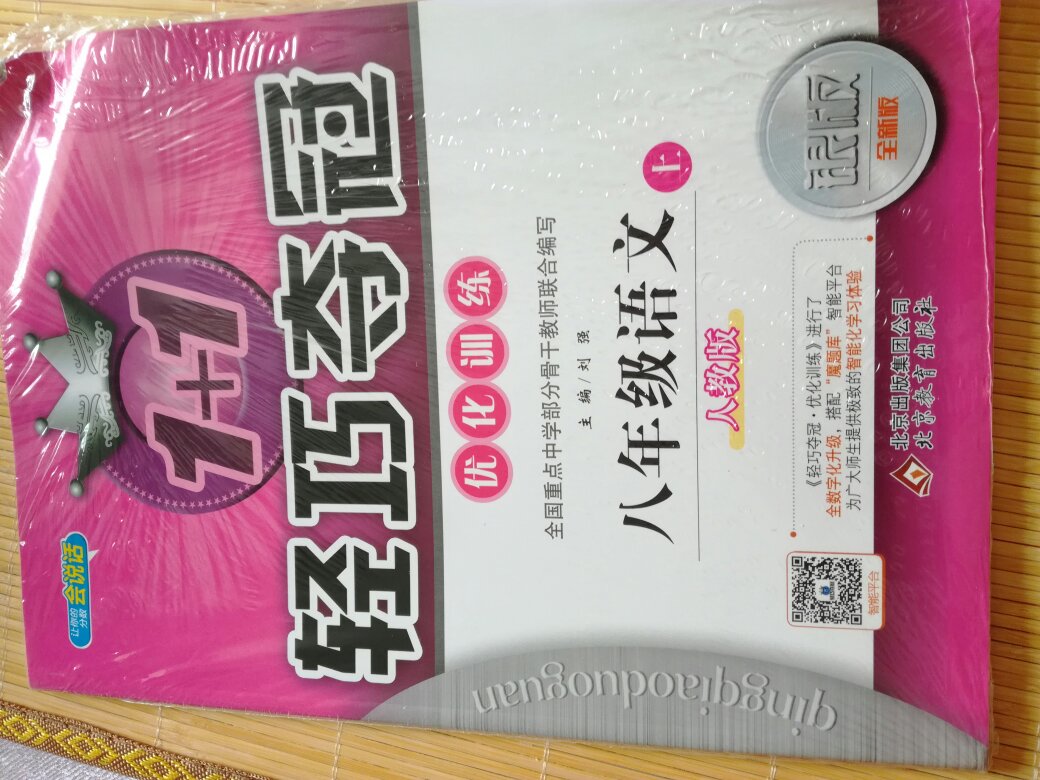 让你的
分数
会说话
1+1
轻巧夺冠
优化训练
全国重点中学部分骨干教师联合编写
主 编/刘 强
八年级语文 上
人教版
银版
全新版
《轻巧夺冠·优化训练》进行了
全数字化升级，搭配“魔题库”智能平台
为广大师生提供极致的智能化学习体验
智能平台
qingqiaoduoguan
北京出版集团公司
北京教育出版社